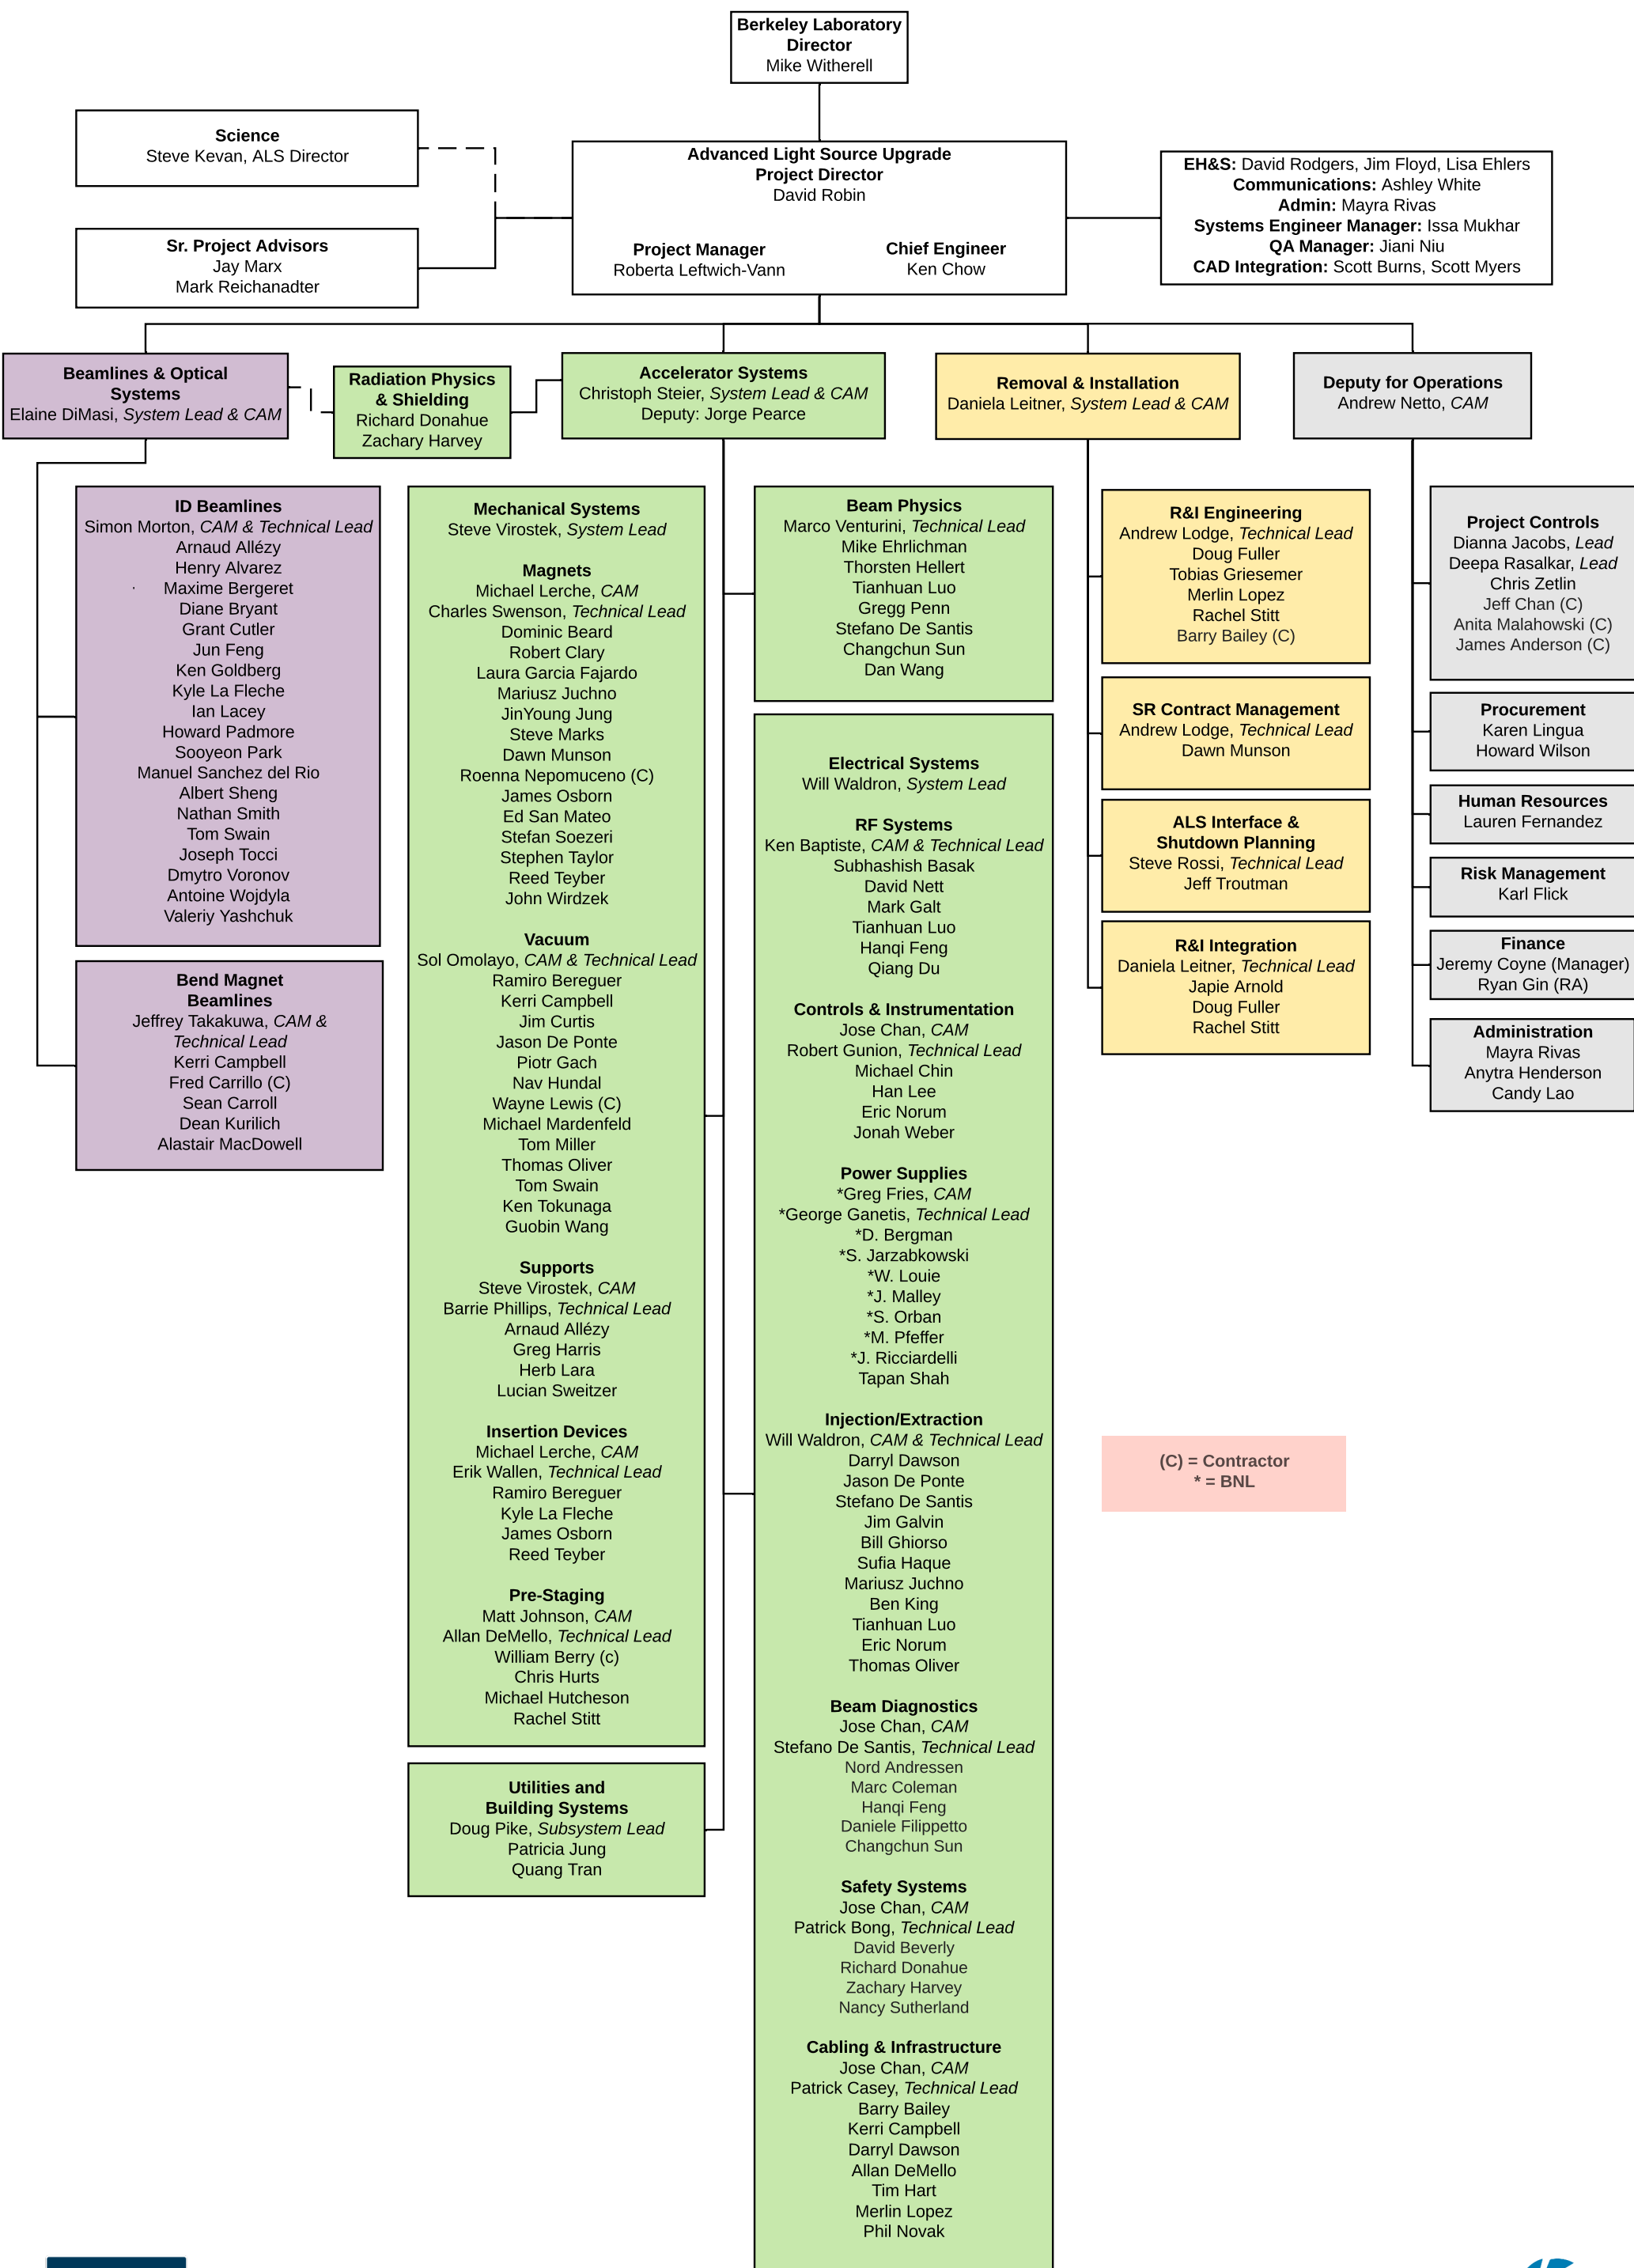 Berkeley Laboratory
Director
Mike Witherell
Science
Steve Kevan, ALS Director
Sr. Project Advisors
Jay Marx
Mark Reichanadter
Advanced Light Source Upgrade
Project Director
David Robin
Project Manager
Roberta Leftwich-Vann
Chief Engineer
Ken Chow
EH&S: David Rodgers, Jim Floyd, Lisa Ehlers
Communications: Ashley White
Admin: Mayra Rivas
Systems Engineer Manager: Issa Mukhar
QA Manager: Jiani Niu
CAD Integration: Scott Burns, Scott Myers
Beamlines & Optical
Systems
Elaine DiMasi, System Lead & CAM
Radiation Physics
& Shielding
Richard Donahue
Zachary Harvey
Accelerator Systems
Christoph Steier, System Lead & CAM
Deputy: Jorge Pearce
Removal & Installation
Daniela Leitner, System Lead & CAM
Deputy for Operations
Andrew Netto, CAM
ID Beamlines
Simon Morton, CAM & Technical Lead
Arnaud Allézy
Henry Alvarez
Maxime Bergeret
Diane Bryant
Grant Cutler
Jun Feng
Ken Goldberg
Kyle La Fleche
Ian Lacey
Howard Padmore
Sooyeon Park
Manuel Sanchez del Rio
Albert Sheng
Nathan Smith
Tom Swain
Joseph Tocci
Dmytro Voronov
Antoine Wojdyla
Valeriy Yashchuk
Bend Magnet
Beamlines
Jeffrey Takakuwa, CAM &
Technical Lead
Kerri Campbell
Fred Carrillo (C)
Sean Carroll
Dean Kurilich
Alastair MacDowell
Mechanical Systems
Steve Virostek, System Lead
Magnets
Michael Lerche, CAM
Charles Swenson, Technical Lead
Dominic Beard
Robert Clary
Laura Garcia Fajardo
Mariusz Juchno
JinYoung Jung
Steve Marks
Dawn Munson
Roenna Nepomuceno (C)
James Osborn
Ed San Mateo
Stefan Soezeri
Stephen Taylor
Reed Teyber
John Wirdzek
Vacuum
Sol Omolayo, CAM & Technical Lead
Ramiro Bereguer
Kerri Campbell
Jim Curtis
Jason De Ponte
Piotr Gach
Nav Hundal
Wayne Lewis (C)
Michael Mardenfeld
Tom Miller
Thomas Oliver
Tom Swain
Ken Tokunaga
Guobin Wang
Supports
Steve Virostek, CAM
Barrie Phillips, Technical Lead
Arnaud Allézy
Greg Harris
Herb Lara
Lucian Sweitzer
Insertion Devices
Michael Lerche, CAM
Erik Wallen, Technical Lead
Ramiro Bereguer
Kyle La Fleche
James Osborn
Reed Teyber
Pre-Staging
Matt Johnson, CAM
Allan DeMello, Technical Lead
William Berry (c)
Chris Hurts
Michael Hutcheson
Rachel Stitt
Utilities and
Building Systems
Doug Pike, Subsystem Lead
Patricia Jung
Quang Tran
Beam Physics
Marco Venturini, Technical Lead
Mike Ehrlichman
Thorsten Hellert
Tianhuan Luo
Gregg Penn
Stefano De Santis
Changchun Sun
Dan Wang
Electrical Systems
Will Waldron, System Lead
RF Systems
Ken Baptiste, CAM & Technical Lead
Subhashish Basak
David Nett
Mark Galt
Tianhuan Luo
Hanqi Feng
Qiang Du
Controls & Instrumentation
Jose Chan, CAM
Robert Gunion, Technical Lead
Michael Chin
Han Lee
Eric Norum
Jonah Weber
Power Supplies
*Greg Fries, CAM
*George Ganetis, Technical Lead
*D. Bergman
*S. Jarzabkowski
*W. Louie
*J. Malley
*S. Orban
*M. Pfeffer
*J. Ricciardelli
Tapan Shah
Injection/Extraction
Will Waldron, CAM & Technical Lead
Darryl Dawson
Jason De Ponte
Stefano De Santis
Jim Galvin
Bill Ghiorso
Sufia Haque
Mariusz Juchno
Ben King
Tianhuan Luo
Eric Norum
Thomas Oliver
Beam Diagnostics
Jose Chan, CAM
Stefano De Santis, Technical Lead
Nord Andressen
Marc Coleman
Hanqi Feng
Daniele Filippetto
Changchun Sun
Safety Systems
Jose Chan, CAM
Patrick Bong, Technical Lead
David Beverly
Richard Donahue
Zachary Harvey
Nancy Sutherland
Cabling & Infrastructure
Jose Chan, CAM
Patrick Casey, Technical Lead
Barry Bailey
Kerri Campbell
Darryl Dawson
Allan DeMello
Tim Hart
Merlin Lopez
Phil Novak
R&I Engineering
Andrew Lodge, Technical Lead
Doug Fuller
Tobias Griesemer
Merlin Lopez
Rachel Stitt
Barry Bailey (C)
SR Contract Management
Andrew Lodge, Technical Lead
Dawn Munson
ALS Interface &
Shutdown Planning
Steve Rossi, Technical Lead
Jeff Troutman
R&I Integration
Daniela Leitner, Technical Lead
Japie Arnold
Doug Fuller
Rachel Stitt
Project Controls
Dianna Jacobs, Lead
Deepa Rasalkar, Lead
Chris Zetlin
Jeff Chan (C)
Anita Malahowski (C)
James Anderson (C)
Procurement
Karen Lingua
Howard Wilson
Human Resources
Lauren Fernandez
Risk Management
Karl Flick
Finance
Jeremy Coyne (Manager)
Ryan Gin (RA)
Administration
Mayra Rivas
Anytra Henderson
Candy Lao
(C) = Contractor
* = BNL